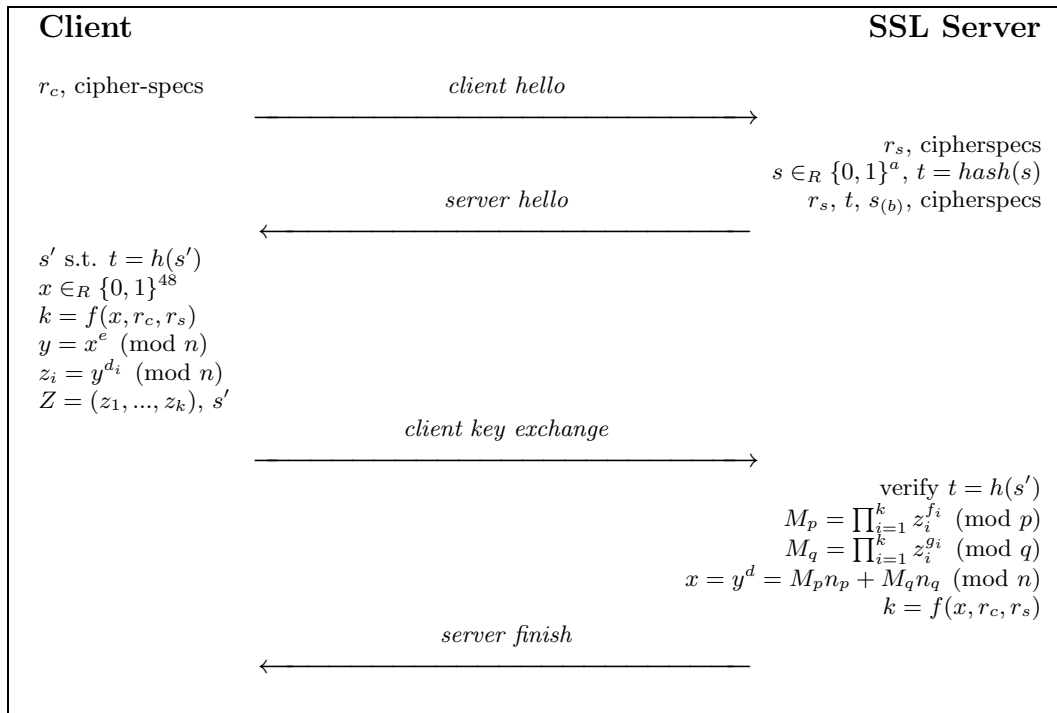 Client SSL Server
r_c, cipher-specs
client hello
r_s, cipherspecs
s ∈_R {0, 1}^a, t = hash(s)
server hello
r_s, t, s_(b), cipherspecs
s′ s.t. t = h(s′)
x ∈_R {0, 1}^48
k = f(x, r_c, r_s)
y = x^e (mod n)
z_i = y^{d_i} (mod n)
Z = (z_1, ..., z_k), s′
client key exchange
verify t = h(s′)
M_p = ∏_{i=1}^k z_i^{f_i} (mod p)
M_q = ∏_{i=1}^k z_i^{g_i} (mod q)
x = y^d = M_p n_p + M_q n_q (mod n)
k = f(x, r_c, r_s)
server finish